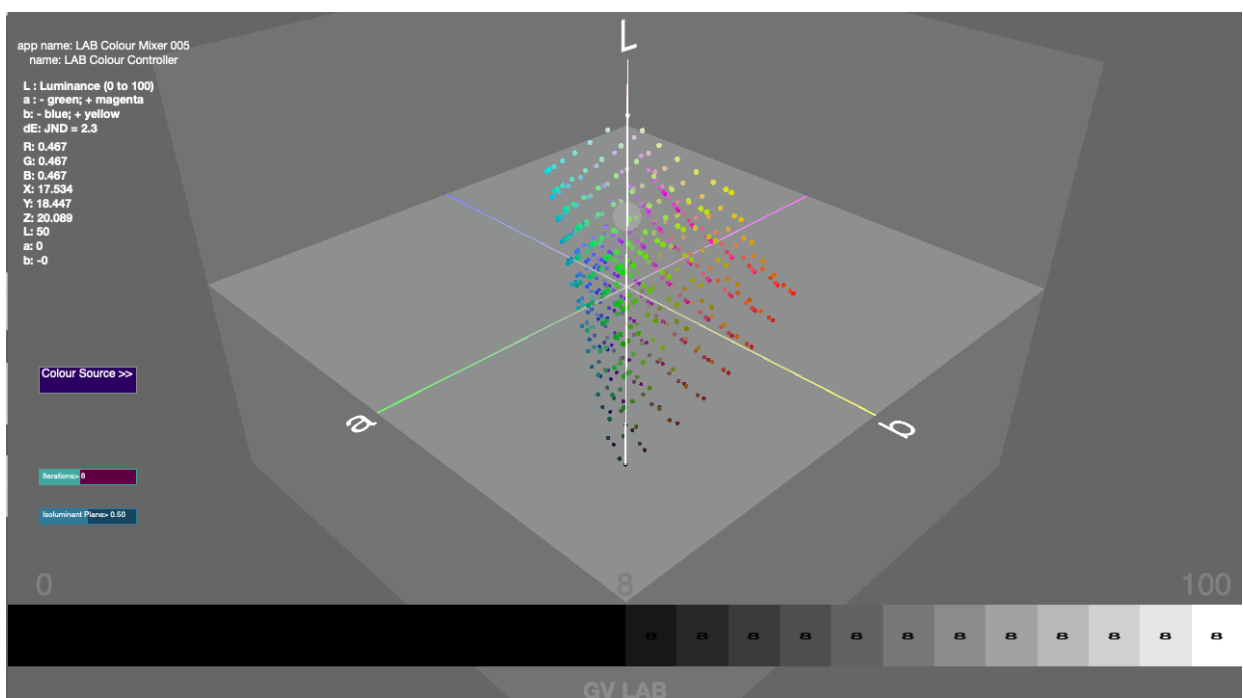 L
app name: LAB Colour Mixer 005
name: LAB Colour Controller
L : Luminance (0 to 100)
a : - green; + magenta
b: - blue; + yellow
dE: JND = 2.3
R: 0.467
G: 0.467
B: 0.467
X: 17.534
Y: 18.447
Z: 20.089
L: 50
a: 0
b: -0
Colour Source >>
a
b
Iterations> 8
Isoluminant Plane> 0.50
0 8 100
8 8 8 8 8 8 8 8 8 8 8 8
GV LAB